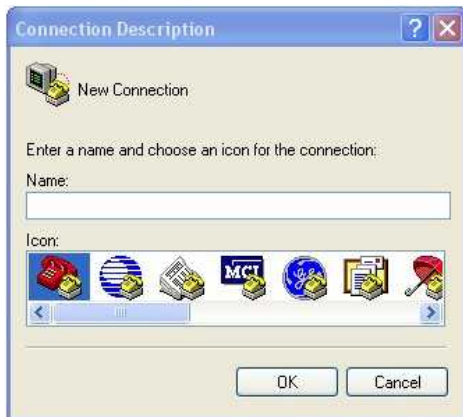 Connection Description
New Connection
Enter a name and choose an icon for the connection:
Name:
Icon:
MCI
OK Cancel